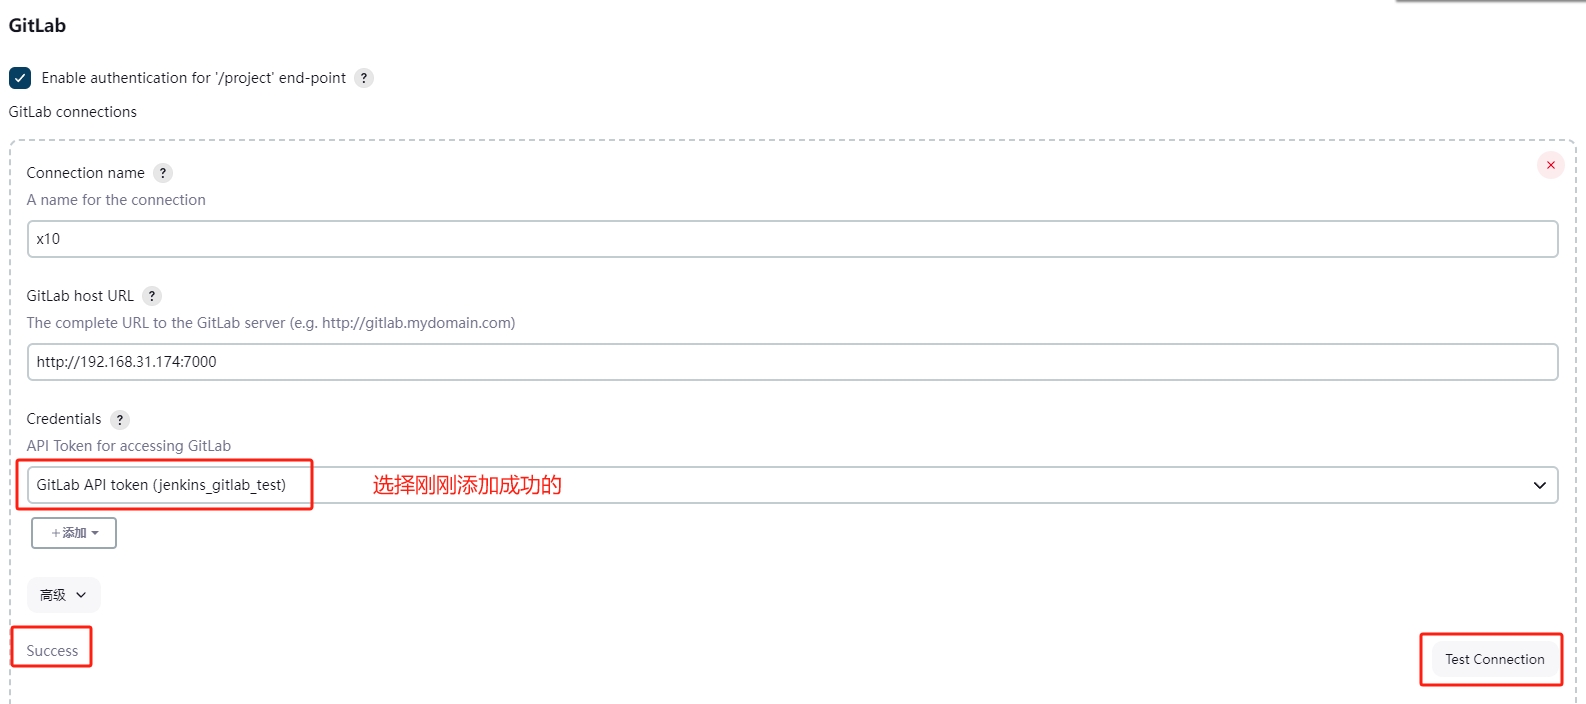 GitLab
Enable authentication for '/project' end-point ?
GitLab connections
Connection name ?
A name for the connection
x10
GitLab host URL ?
The complete URL to the GitLab server (e.g. http://gitlab.mydomain.com)
http://192.168.31.174:7000
Credentials ?
API Token for accessing GitLab
GitLab API token (jenkins_gitlab_test) 选择刚刚添加成功的
+添加
高级
Success
Test Connection